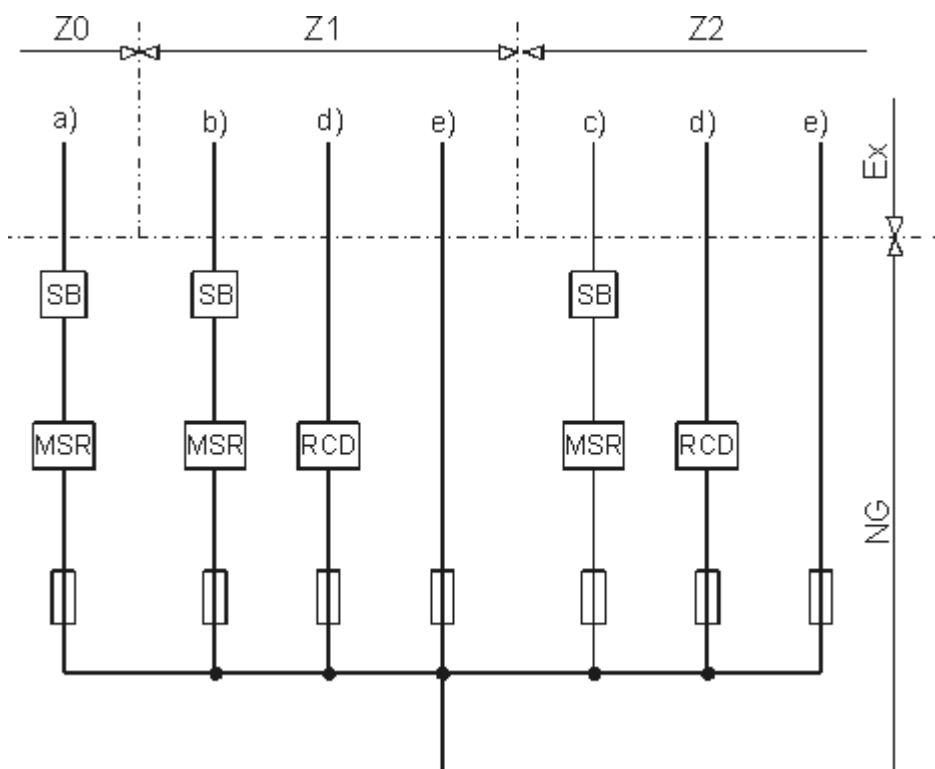 Z0 Z1 Z2
a) b) d) e) c) d) e)
Ex
SB SB SB
MSR MSR RCD MSR RCD
NG